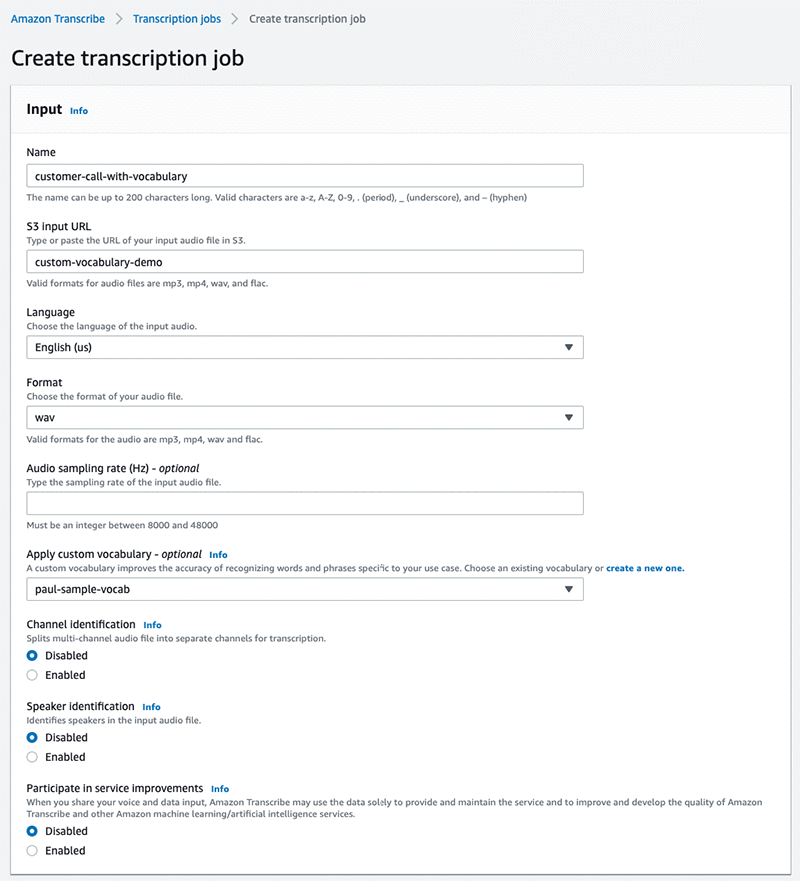 Amazon Transcribe > Transcription jobs > Create transcription job
Create transcription job
Input Info
Name
customer-call-with-vocabulary
The name can be up to 200 characters long. Valid characters are a-z, A-Z, 0-9, . (period), _ (underscore), and – (hyphen)
S3 input URL
Type or paste the URL of your input audio file in S3.
custom-vocabulary-demo
Valid formats for audio files are mp3, mp4, wav, and flac.
Language
Choose the language of the input audio.
English (us)
Format
Choose the format of your audio file.
wav
Valid formats for the audio are mp3, mp4, wav and flac.
Audio sampling rate (Hz) - optional
Type the sampling rate of the input audio file.
Must be an integer between 8000 and 48000
Apply custom vocabulary - optional Info
A custom vocabulary improves the accuracy of recognizing words and phrases specific to your use case. Choose an existing vocabulary or create a new one.
paul-sample-vocab
Channel identification Info
Splits multi-channel audio file into separate channels for transcription.
Disabled
Enabled
Speaker identification Info
Identifies speakers in the input audio file.
Disabled
Enabled
Participate in service improvements Info
When you share your voice and data input, Amazon Transcribe may use the data solely to provide and maintain the service and to improve and develop the quality of Amazon
Transcribe and other Amazon machine learning/artificial intelligence services.
Disabled
Enabled